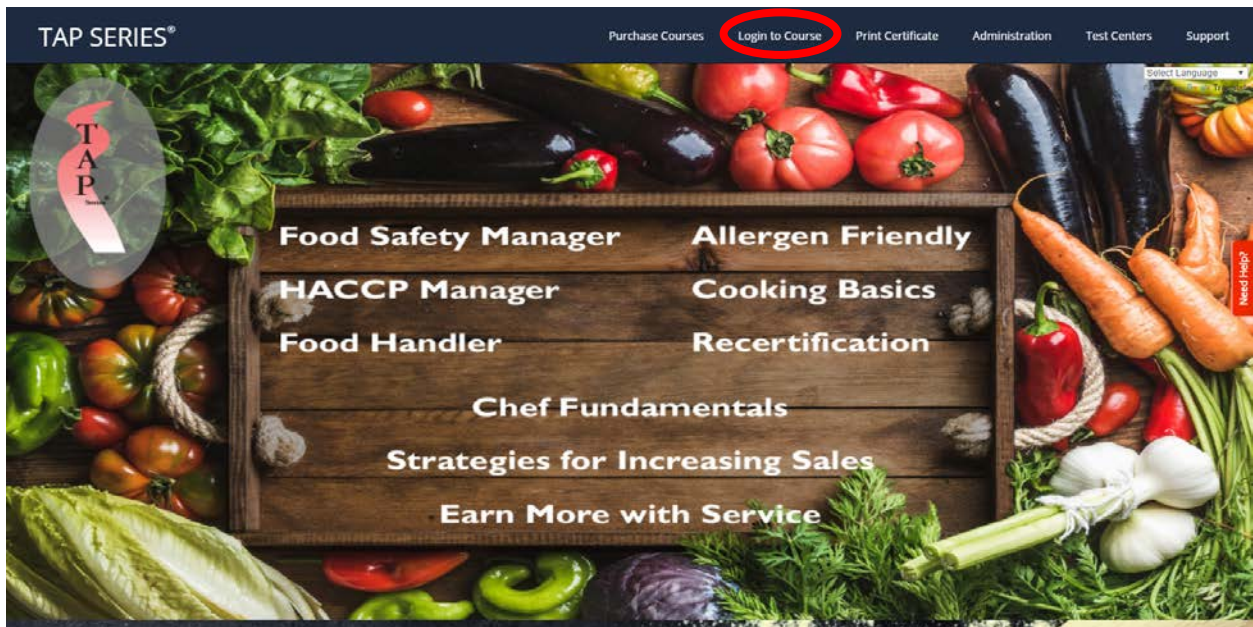 TAP SERIES®
Purchase Courses
Login to Course
Print Certificate
Administration
Test Centers
Support
Select Language
T
A
P
Need Help?
Food Safety Manager
Allergen Friendly
HACCP Manager
Cooking Basics
Food Handler
Recertification
Chef Fundamentals
Strategies for Increasing Sales
Earn More with Service